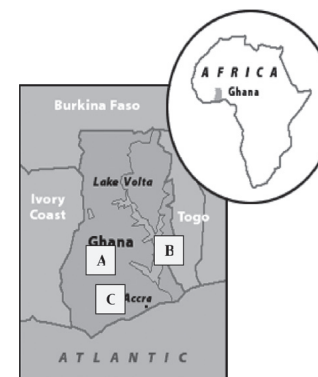 AFRICA
Ghana
Burkina Faso
Lake Volta
Ivory
Coast
Togo
Ghana
A
B
C
Accra
ATLANTIC